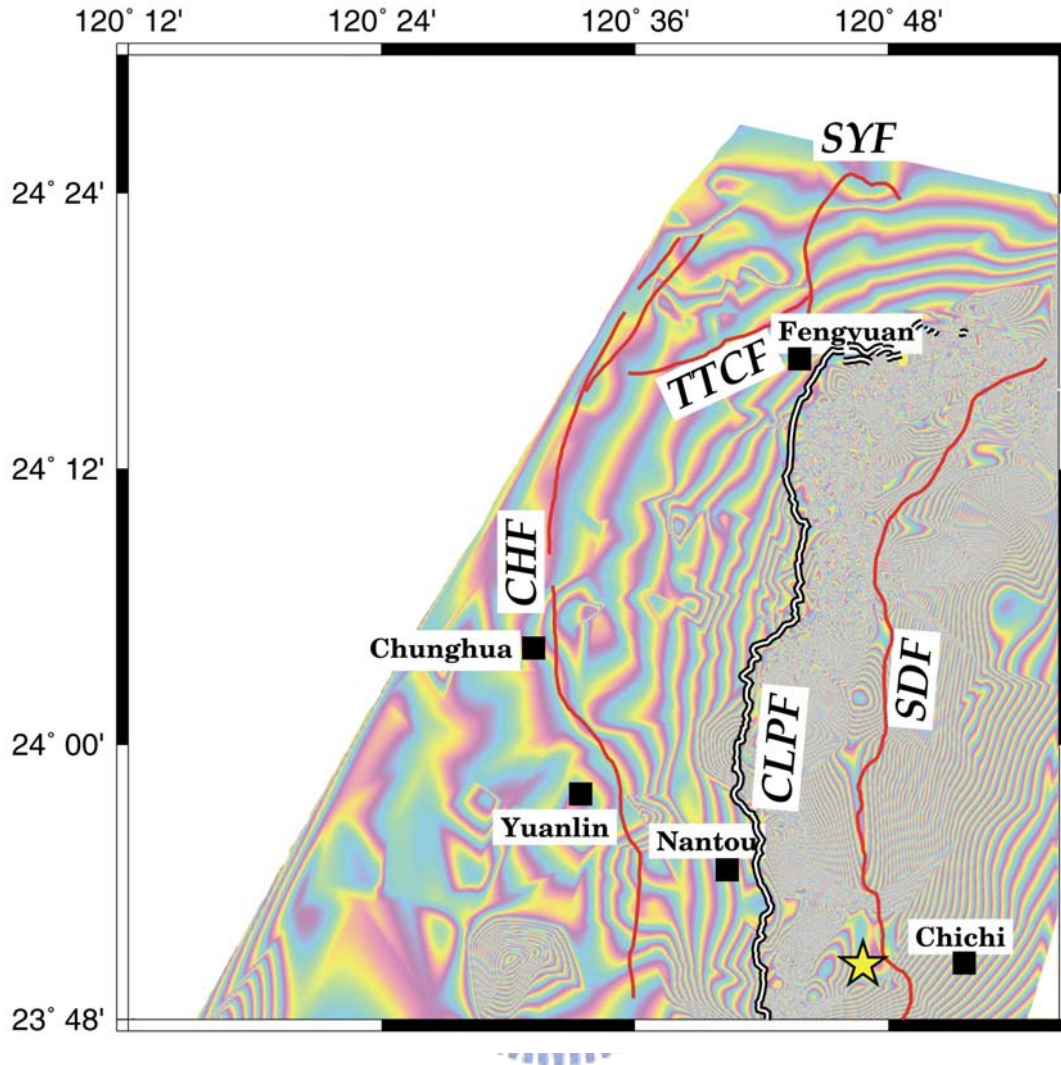 120° 12'
120° 24'
120° 36'
120° 48'
SYF
24° 24'
Fengyuan
TTCF
24° 12'
CHF
Chunghua
SDF
24° 00'
CLPF
Yuanlin
Nantou
Chichi
23° 48'